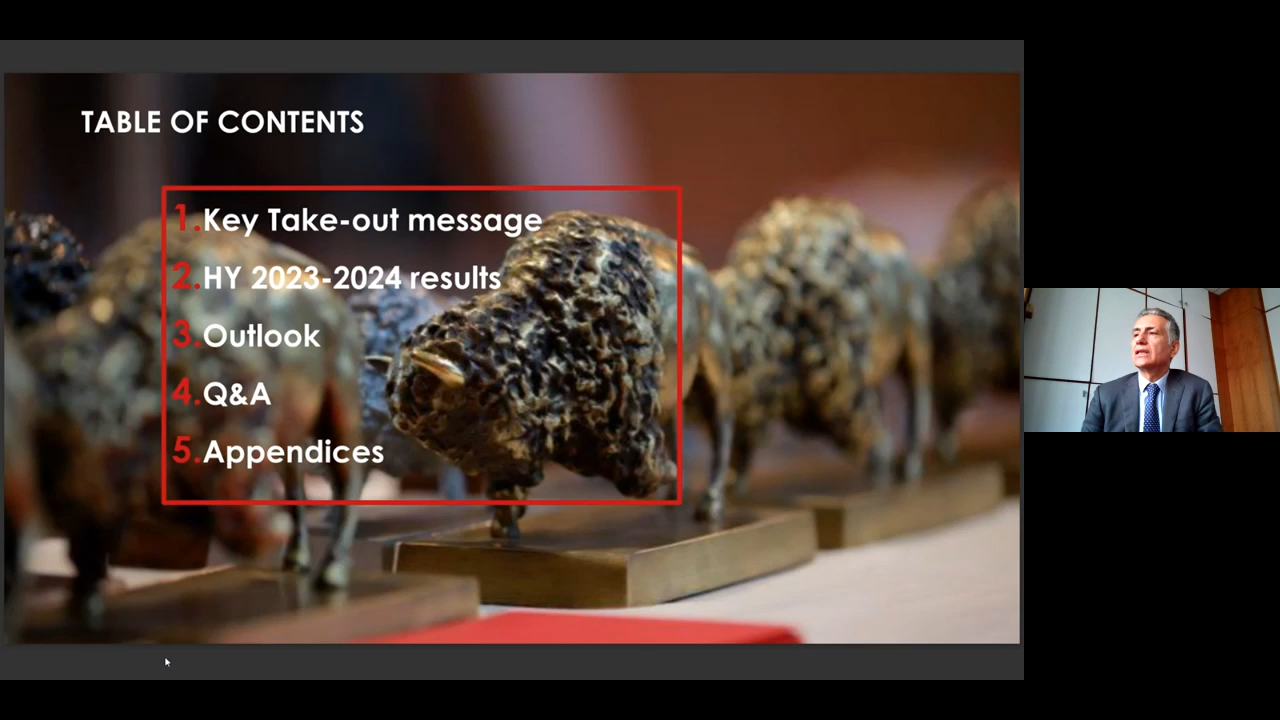 TABLE OF CONTENTS
1.Key Take-out message
2.HY 2023-2024 results
3.Outlook
4.Q&A
5.Appendices